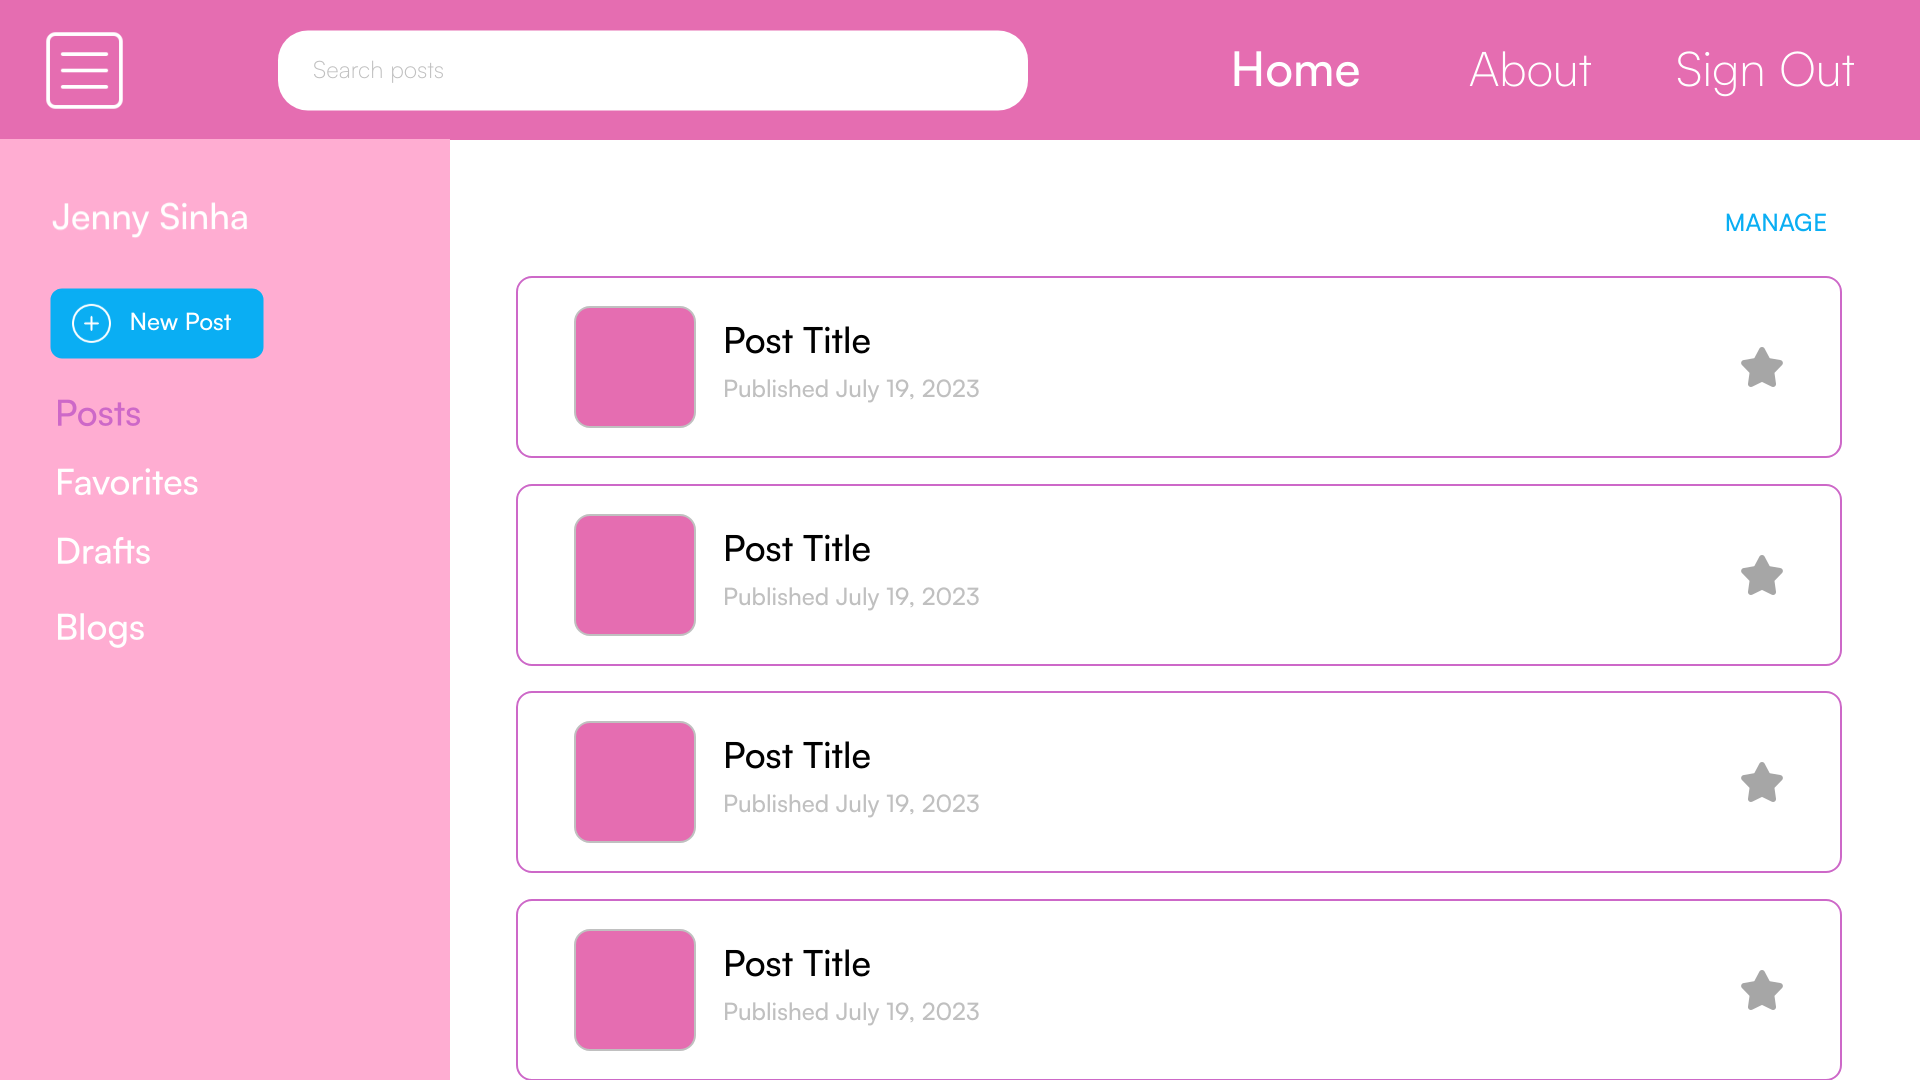 Search posts
Home
About
Sign Out
Jenny Sinha
New Post
Posts
Favorites
Drafts
Blogs
MANAGE
Post Title
Published July 19, 2023
Post Title
Published July 19, 2023
Post Title
Published July 19, 2023
Post Title
Published July 19, 2023